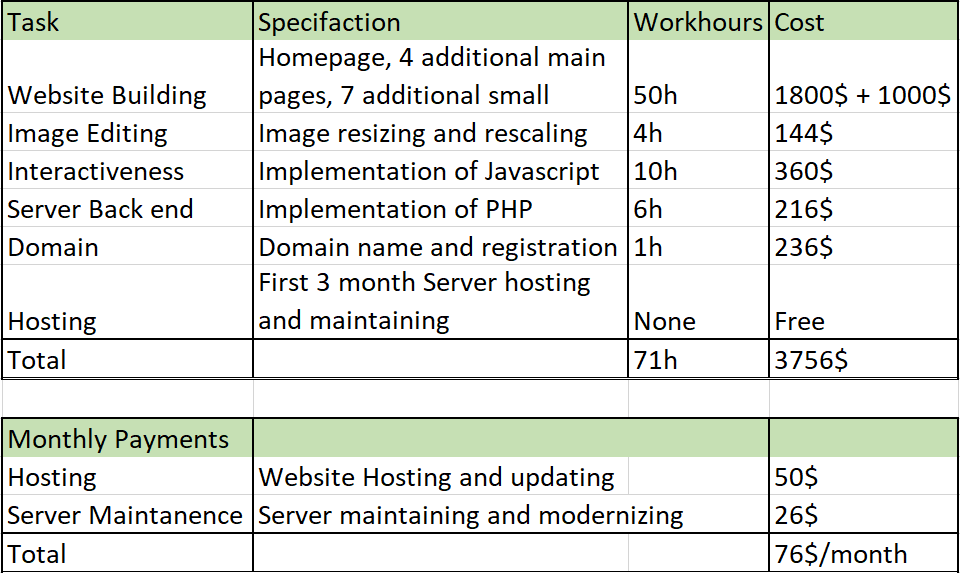 Task Specifaction Workhours Cost
Homepage, 4 additional main
Website Building pages, 7 additional small 50h 1800$ + 1000$
Image Editing Image resizing and rescaling 4h 144$
Interactiveness Implementation of Javascript 10h 360$
Server Back end Implementation of PHP 6h 216$
Domain Domain name and registration 1h 236$
First 3 month Server hosting
Hosting and maintaining None Free
Total 71h 3756$
Monthly Payments
Hosting Website Hosting and updating 50$
Server Maintanence Server maintaining and modernizing 26$
Total 76$/month